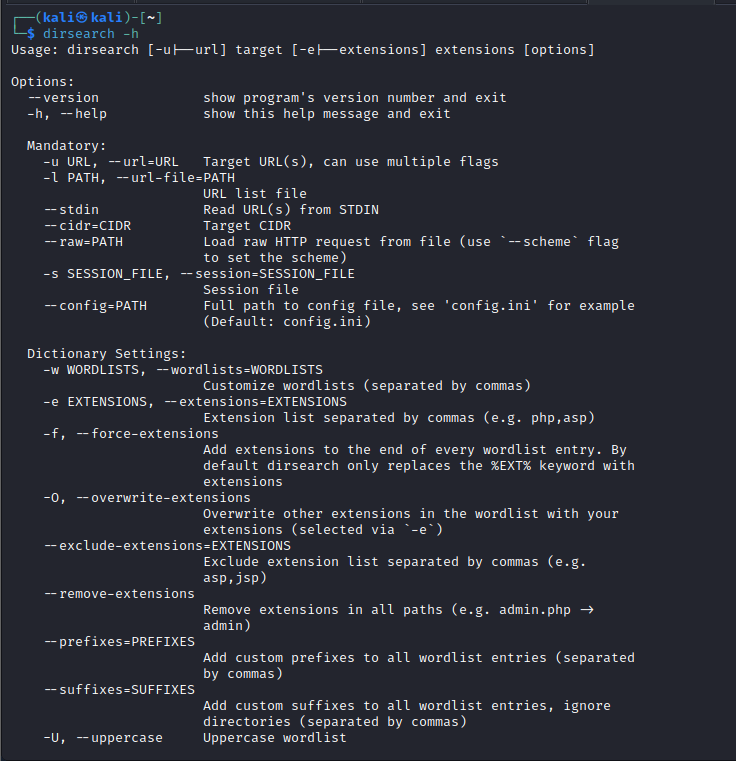 ┌──(kali㉿kali)-[~]
└─$ dirsearch -h
Usage: dirsearch [-u|--url] target [-e|--extensions] extensions [options]

Options:
  --version             show program's version number and exit
  -h, --help            show this help message and exit

  Mandatory:
    -u URL, --url=URL   Target URL(s), can use multiple flags
    -l PATH, --url-file=PATH
                        URL list file
    --stdin             Read URL(s) from STDIN
    --cidr=CIDR         Target CIDR
    --raw=PATH          Load raw HTTP request from file (use `--scheme` flag
                        to set the scheme)
    -s SESSION_FILE, --session=SESSION_FILE
                        Session file
    --config=PATH       Full path to config file, see 'config.ini' for example
                        (Default: config.ini)

  Dictionary Settings:
    -w WORDLISTS, --wordlists=WORDLISTS
                        Customize wordlists (separated by commas)
    -e EXTENSIONS, --extensions=EXTENSIONS
                        Extension list separated by commas (e.g. php,asp)
    -f, --force-extensions
                        Add extensions to the end of every wordlist entry. By
                        default dirsearch only replaces the %EXT% keyword with
                        extensions
    -O, --overwrite-extensions
                        Overwrite other extensions in the wordlist with your
                        extensions (selected via `-e`)
    --exclude-extensions=EXTENSIONS
                        Exclude extension list separated by commas (e.g.
                        asp,jsp)
    --remove-extensions
                        Remove extensions in all paths (e.g. admin.php ->
                        admin)
    --prefixes=PREFIXES
                        Add custom prefixes to all wordlist entries (separated
                        by commas)
    --suffixes=SUFFIXES
                        Add custom suffixes to all wordlist entries, ignore
                        directories (separated by commas)
    -U, --uppercase     Uppercase wordlist